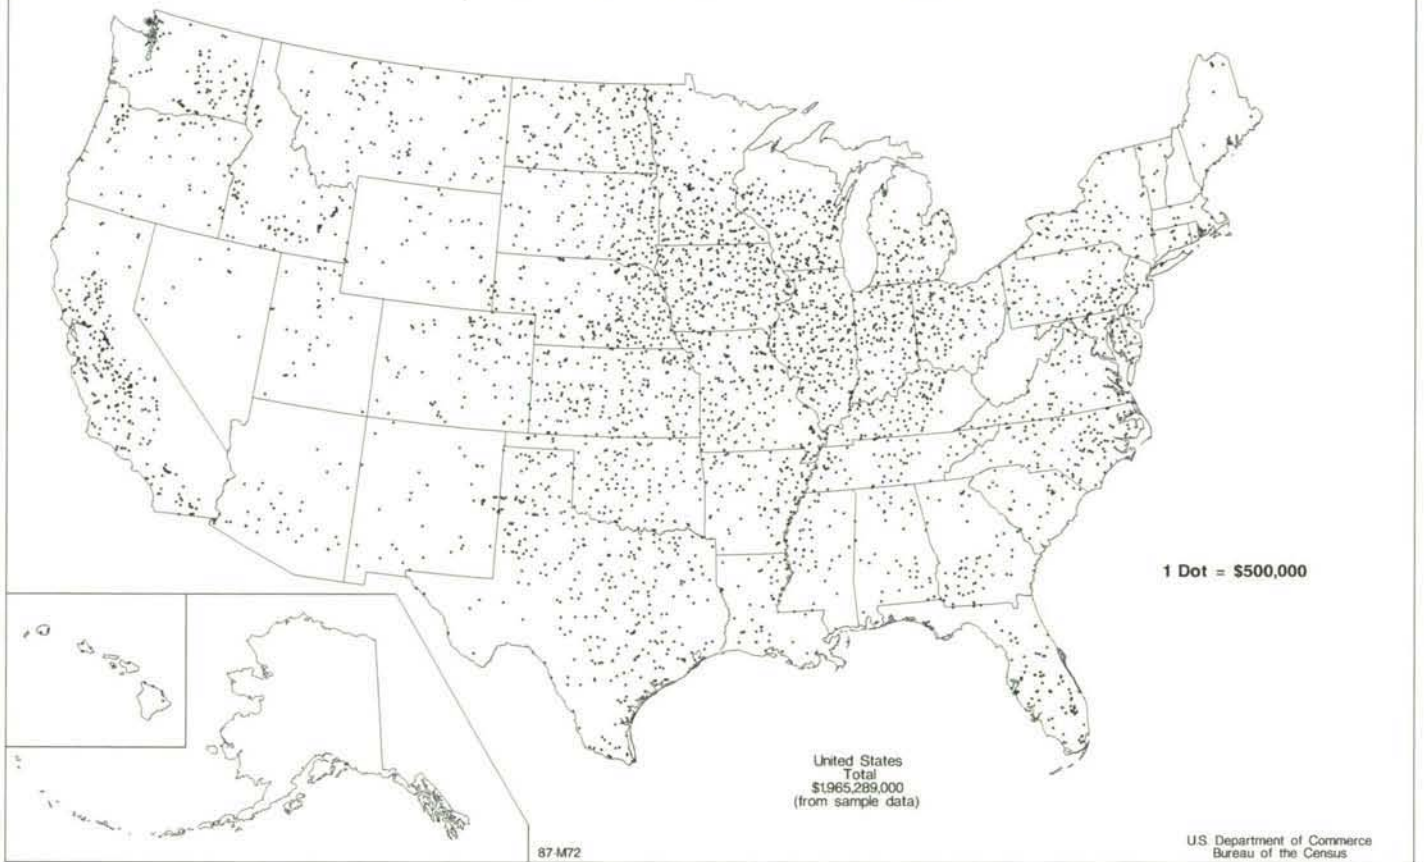 1 Dot = $500,000
United States
Total
$1,965,289,000
(from sample data)
87-M72
U.S. Department of Commerce
Bureau of the Census